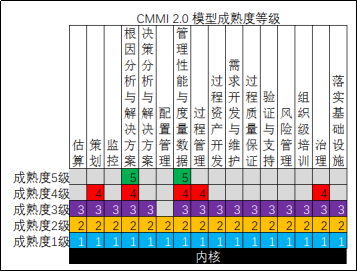 CMMI 2.0 模型成熟度等级
估算
策划
监控
根因分析与解决方案
决策分析与解决方案
配置管理
管理性能与度量数据
过程管理
过程资产开发
需求开发与维护
过程质量保证
验证与支持
风险管理
组织级培训
治理
落实基础设施
成熟度5级 5 5
成熟度4级 4 4 4 4 4
成熟度3级 3 3 3 3 3 3 3 3 3 3 3 3 3 3 3
成熟度2级 2 2 2 2 2 2 2 2 2 2 2 2 2 2 2 2
成熟度1级 1 1 1 1 1 1 1 1 1 1 1 1 1 1 1 1
内核